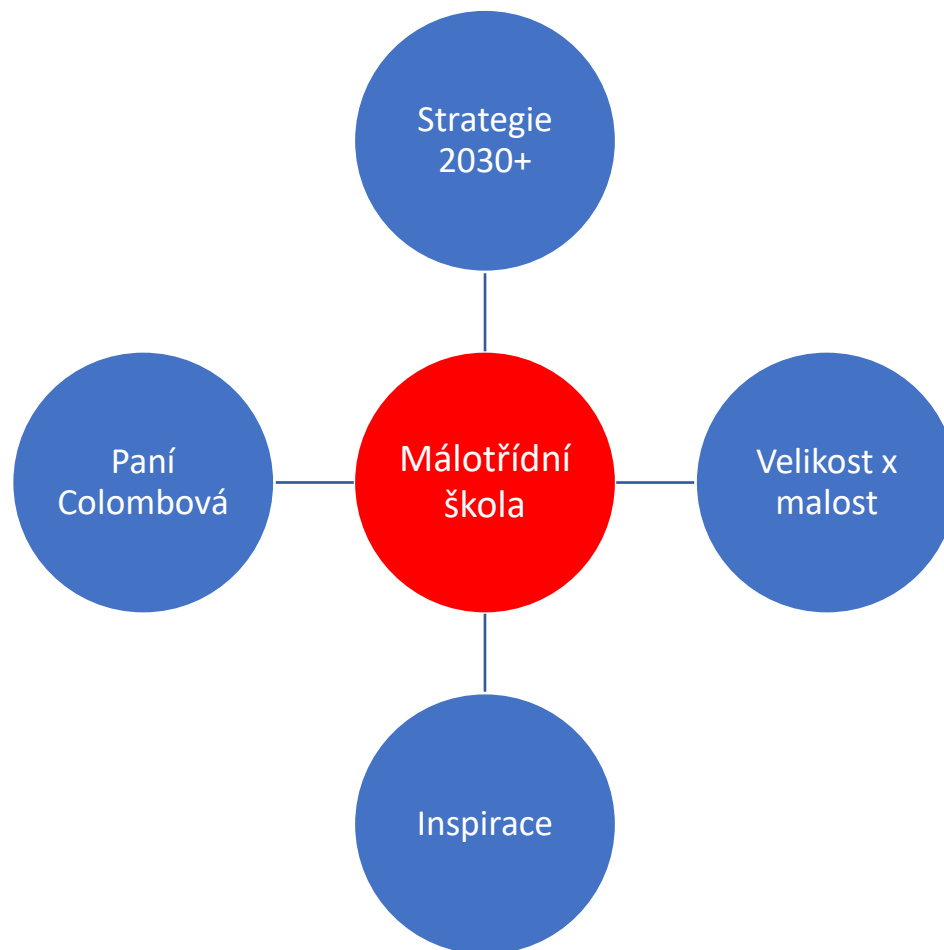 Strategie
2030+
Paní
Colombová
Málotřídní
škola
Velikost x
malost
Inspirace